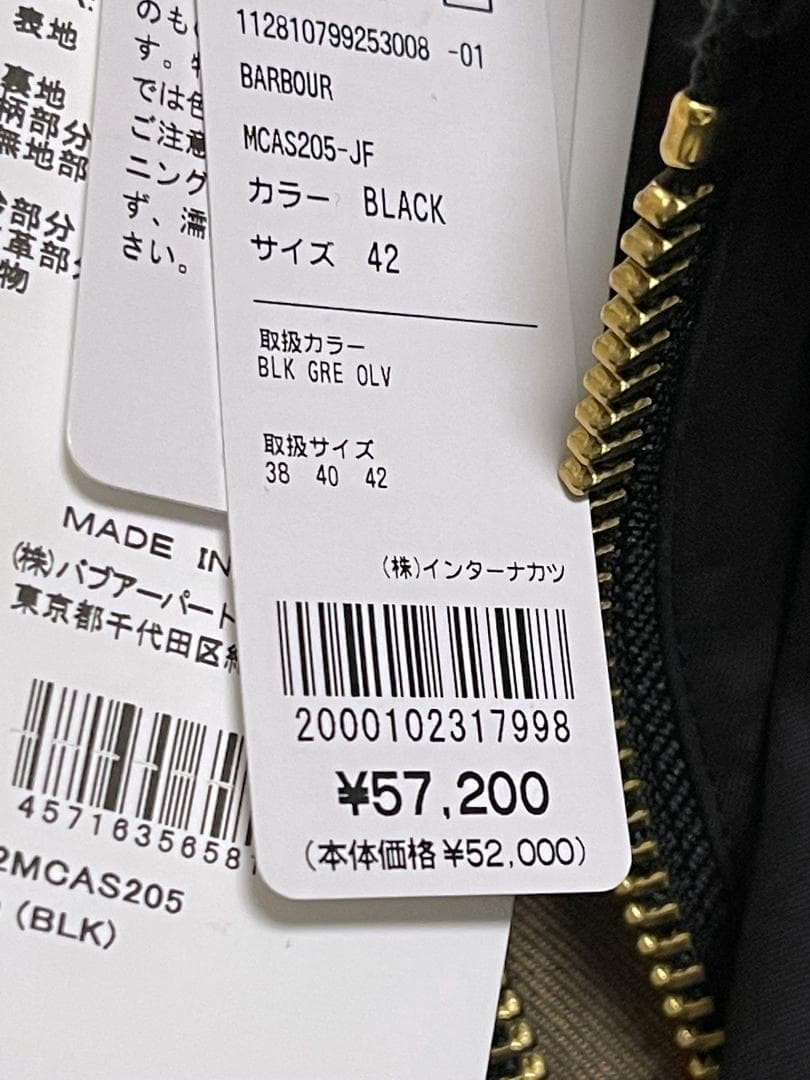 112810799253008 -01
BARBOUR
MCAS205-JF
カラー BLACK
サイズ 42
取扱カラー
BLK GRE OLV
取扱サイズ
38 40 42
(株)インターナカツ
2000102317998
¥57,200
(本体価格¥52,000)
のも
す。
では色
ご注意
ニング
ず、濡
さい。
表地
裏地
柄部分
無地部
部分
革部
物
MADE IN
(株)バブアーパート
東京都千代田区
4571635658
2MCAS205
(BLK)